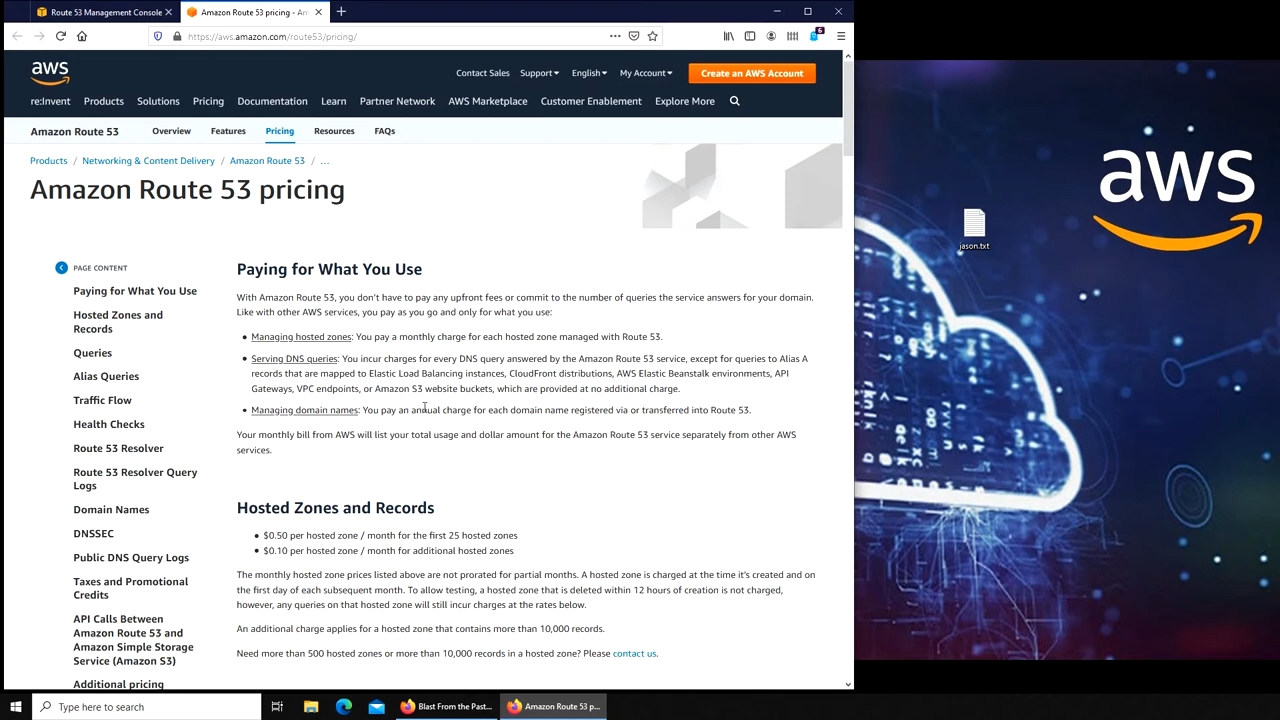 Route 53 Management Console
Amazon Route 53 pricing - Am
https://aws.amazon.com/route53/pricing/
6
aws
Contact Sales Support English My Account Create an AWS Account
re:Invent Products Solutions Pricing Documentation Learn Partner Network AWS Marketplace Customer Enablement Explore More
Amazon Route 53 Overview Features Pricing Resources FAQs
Products / Networking & Content Delivery / Amazon Route 53 / ...
Amazon Route 53 pricing
PAGE CONTENT
Paying for What You Use
Hosted Zones and
Records
Queries
Alias Queries
Traffic Flow
Health Checks
Route 53 Resolver
Route 53 Resolver Query
Logs
Domain Names
DNSSEC
Public DNS Query Logs
Taxes and Promotional
Credits
API Calls Between
Amazon Route 53 and
Amazon Simple Storage
Service (Amazon S3)
Additional pricing
Paying for What You Use
With Amazon Route 53, you don't have to pay any upfront fees or commit to the number of queries the service answers for your domain.
Like with other AWS services, you pay as you go and only for what you use:
• Managing hosted zones: You pay a monthly charge for each hosted zone managed with Route 53.
• Serving DNS queries: You incur charges for every DNS query answered by the Amazon Route 53 service, except for queries to Alias A
records that are mapped to Elastic Load Balancing instances, CloudFront distributions, AWS Elastic Beanstalk environments, API
Gateways, VPC endpoints, or Amazon S3 website buckets, which are provided at no additional charge.
• Managing domain names: You pay an annual charge for each domain name registered via or transferred into Route 53.
Your monthly bill from AWS will list your total usage and dollar amount for the Amazon Route 53 service separately from other AWS
services.
Hosted Zones and Records
• $0.50 per hosted zone / month for the first 25 hosted zones
• $0.10 per hosted zone / month for additional hosted zones
The monthly hosted zone prices listed above are not prorated for partial months. A hosted zone is charged at the time it's created and on
the first day of each subsequent month. To allow testing, a hosted zone that is deleted within 12 hours of creation is not charged,
however, any queries on that hosted zone will still incur charges at the rates below.
An additional charge applies for a hosted zone that contains more than 10,000 records.
Need more than 500 hosted zones or more than 10,000 records in a hosted zone? Please contact us.
aws
jason.txt
Type here to search
Blast From the Past...
Amazon Route 53 p...